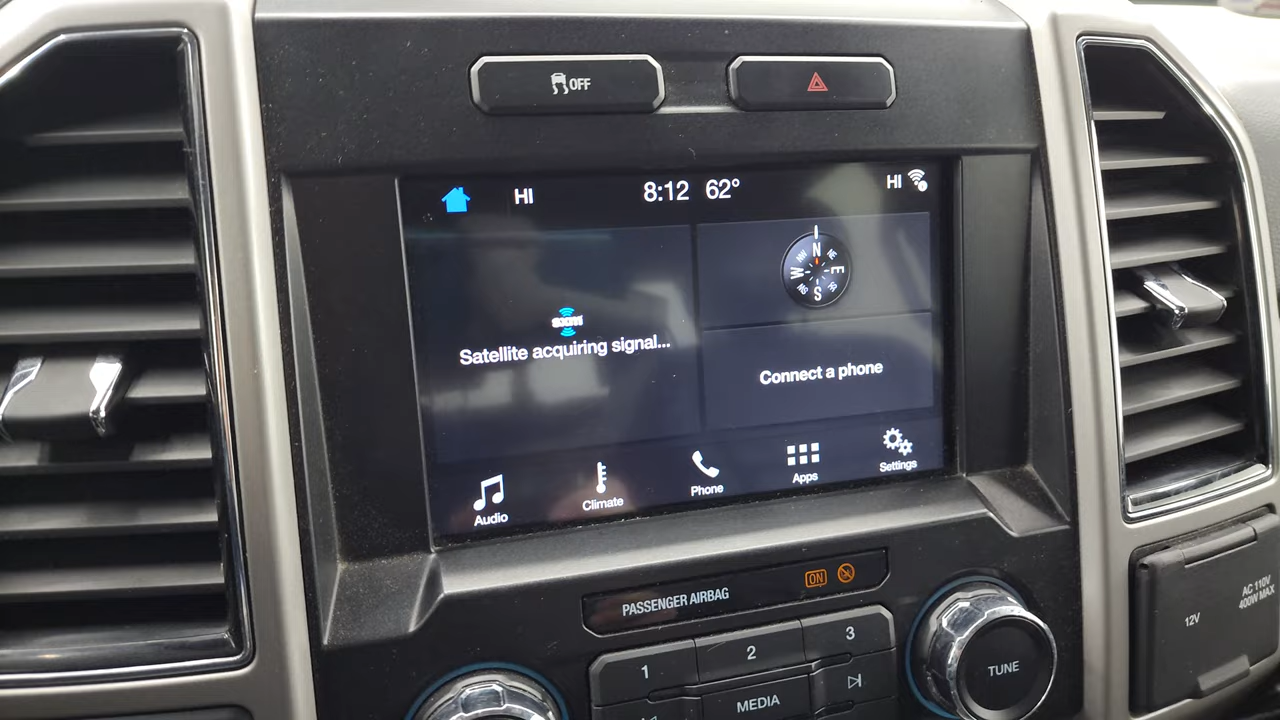 OFF
HI 8:12 62° HI
N
NE
E
SE
S
SW
W
NW
Satellite acquiring signal...
Connect a phone
Audio
Climate
Phone
Apps
Settings
PASSENGER AIRBAG ON
1 2 3
MEDIA
TUNE
12V
AC 110V
400W MAX